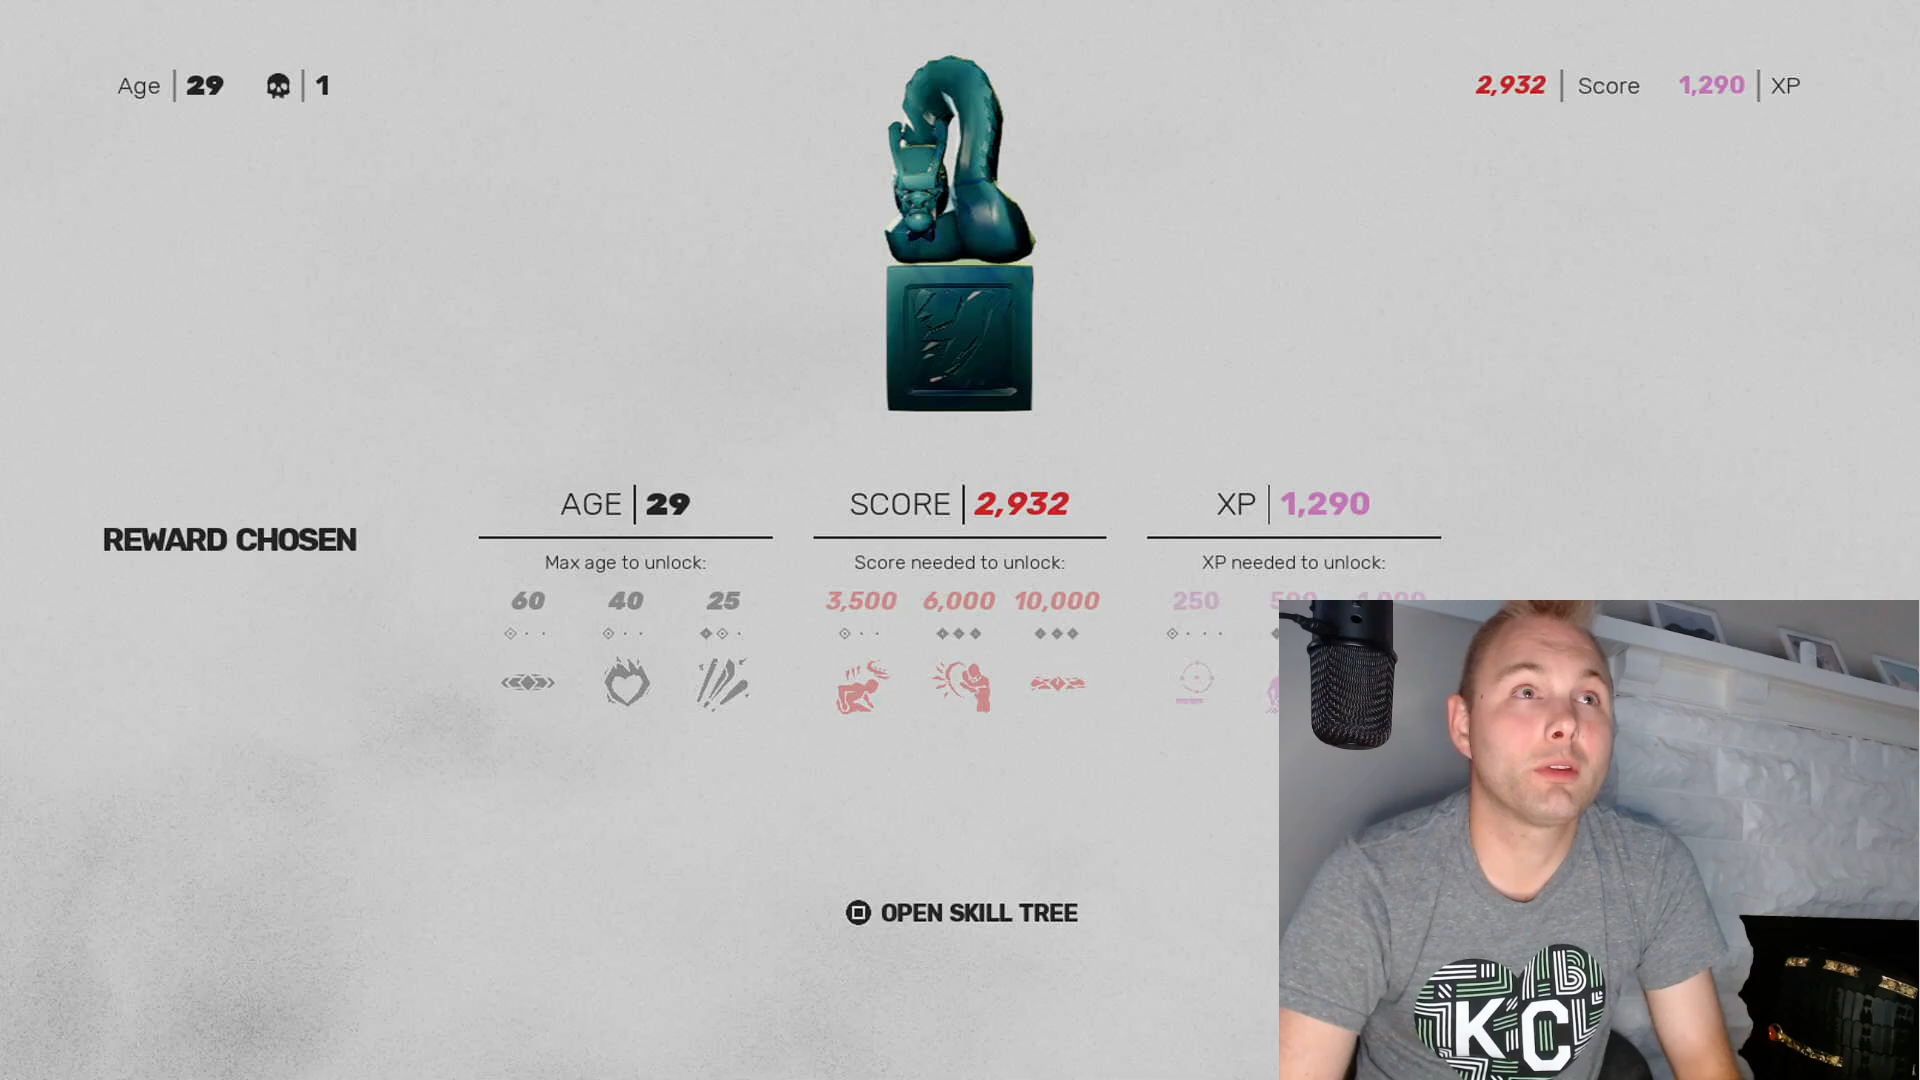 Age | 29 1
2,932 | Score 1,290 | XP
AGE | 29
SCORE | 2,932
XP | 1,290
REWARD CHOSEN
Max age to unlock:
Score needed to unlock:
XP needed to unlock:
60 40 25
3,500 6,000 10,000
250
OPEN SKILL TREE
KC